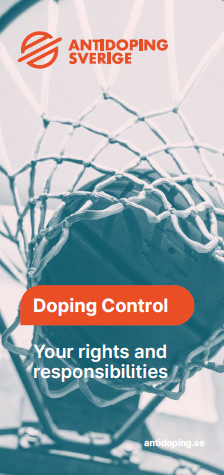 ANTIDOPING
SVERIGE
Doping Control
Your rights and
responsibilities
antidoping.se